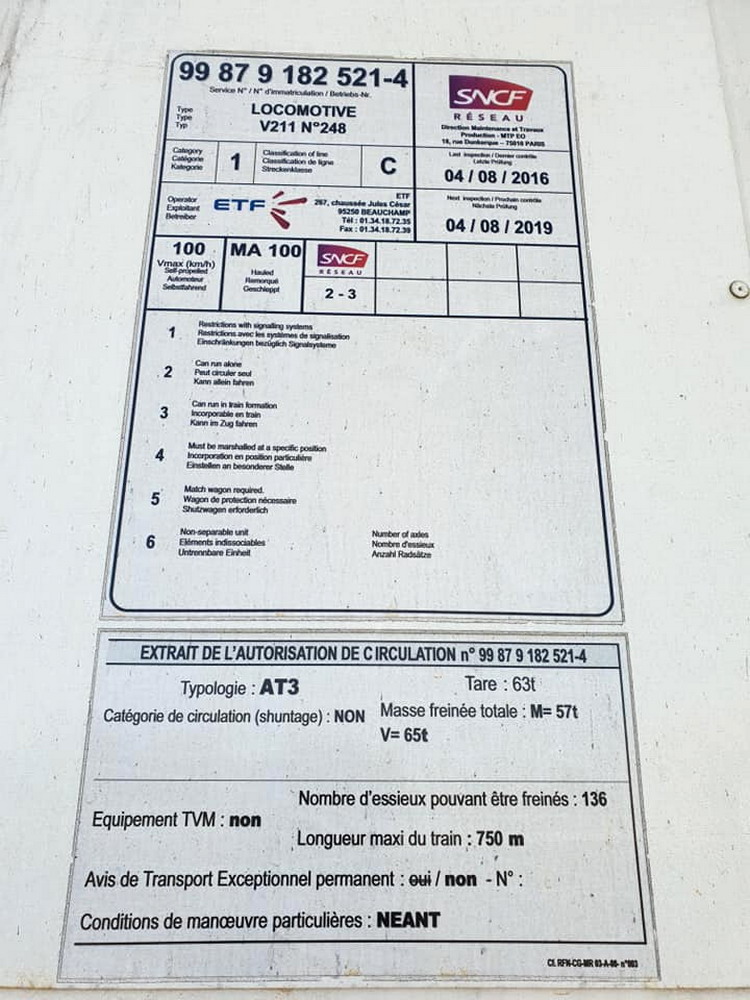 99 87 9 182 521-4
Service N° / N° d'immatriculation / Betriebs-Nr.
Type
Type
Typ
LOCOMOTIVE
V211 N°248
SNCF
RÉSEAU
Direction Maintenance et Travaux
Production - MTP EO
18, rue Dunkerque - 75010 PARIS
Category
Catégorie
Kategorie
1
Classification of line
Classification de ligne
Streckenklasse
C
Last inspection / Dernier contrôle
Letzte Prüfung
04 / 08 / 2016
Operator
Exploitant
Betreiber
ETF
ETF
267, chaussée Jules César
95250 BEAUCHAMP
Tél : 01.34.18.72.35
Fax : 01.34.18.72.39
Next inspection / Prochain contrôle
Nächste Prüfung
04 / 08 / 2019
100
Vmax (km/h)
Self-propelled
Automoteur
Selbstfahrend
MA 100
Hauled
Remorqué
Geschleppt
SNCF
RÉSEAU
2 - 3
1
Restrictions with signalling systems
Restrictions avec les systèmes de signalisation
Einschränkungen bezüglich Signalsysteme
2
Can run alone
Peut circuler seul
Kann allein fahren
3
Can run in train formation
Incorporable en train
Kann im Zug fahren
4
Must be marshalled at a specific position
Incorporation en position particulière
Einstellen an besonderer Stelle
5
Match wagon required.
Wagon de protection nécessaire
Shutzwagen erforderlich
6
Non-separable unit
Eléments indissociables
Untrennbare Einheit
Number of axles
Nombre d'essieux
Anzahl Radsätze
EXTRAIT DE L'AUTORISATION DE CIRCULATION n° 99 87 9 182 521-4
Typologie : AT3
Tare : 63t
Catégorie de circulation (shuntage) : NON
Masse freinée totale : M= 57t
V= 65t
Equipement TVM : non
Nombre d'essieux pouvant être freinés : 136
Longueur maxi du train : 750 m
Avis de Transport Exceptionnel permanent : oui / non - N° :
Conditions de manœuvre particulières : NEANT